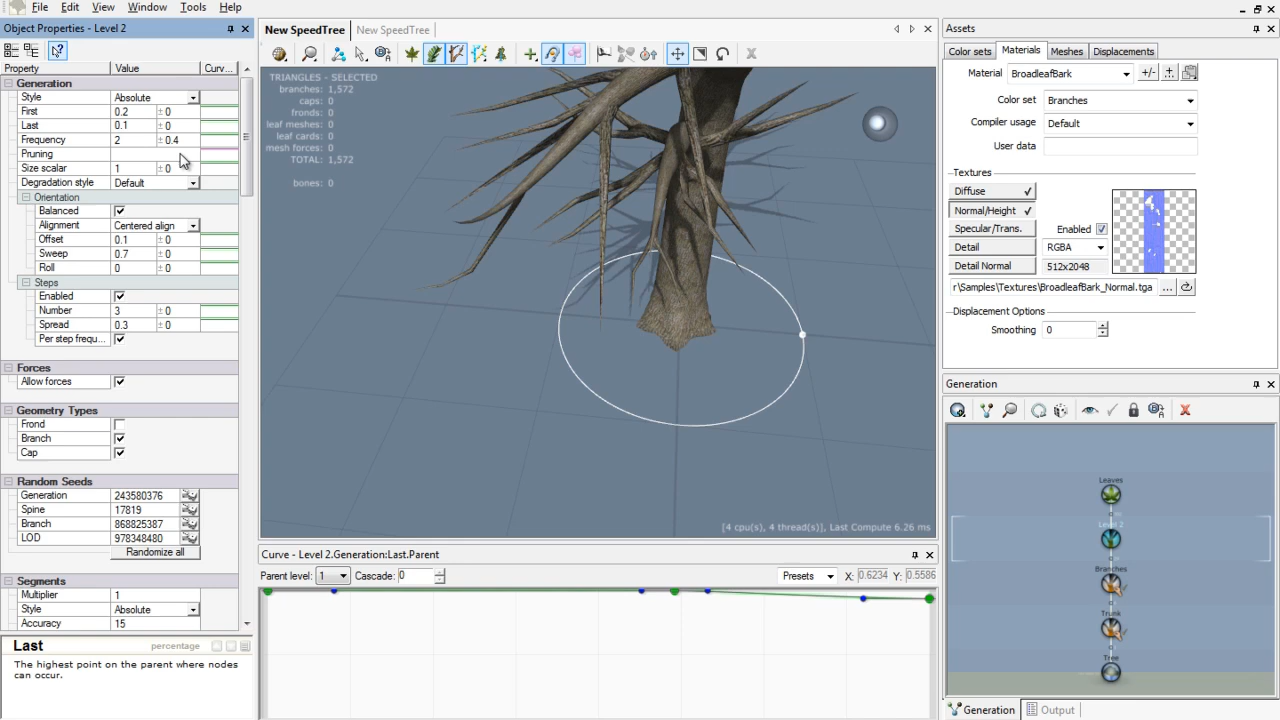 File Edit View Window Tools Help
Object Properties - Level 2
Property Value Curv...
Generation
Style Absolute
First 0.2 ± 0
Last 0.1 ± 0
Frequency 2 ± 0.4
Pruning
Size scalar 1 ± 0
Degradation style Default
Orientation
Balanced
Alignment Centered align
Offset 0.1 ± 0
Sweep 0.7 ± 0
Roll 0 ± 0
Steps
Enabled
Number 3 ± 0
Spread 0.3 ± 0
Per step frequ...
Forces
Allow forces
Geometry Types
Frond
Branch
Cap
Random Seeds
Generation 243580376
Spine 17819
Branch 868825387
LOD 978348480
Randomize all
Segments
Multiplier 1
Style Absolute
Accuracy 15
Last percentage
The highest point on the parent where nodes
can occur.
New SpeedTree New SpeedTree
TRIANGLES - SELECTED
branches: 1,572
caps: 0
fronds: 0
leaf meshes: 0
leaf cards: 0
mesh forces: 0
TOTAL: 1,572
bones: 0
[4 cpu(s), 4 thread(s)], Last Compute 6.26 ms
Curve - Level 2.Generation:Last.Parent
Parent level: 1 Cascade: 0 Presets X: 0.6234 Y: 0.5586
Assets
Color sets Materials Meshes Displacements
Material BroadleafBark +/-
Color set Branches
Compiler usage Default
User data
Textures
Diffuse ✓
Normal/Height ✓
Specular/Trans. Enabled
Detail RGBA
Detail Normal 512x2048
r\Samples\Textures\BroadleafBark_Normal.tga ...
Displacement Options
Smoothing 0
Generation
Leaves
Level 2
Branches
Trunk
Tree
Generation Output